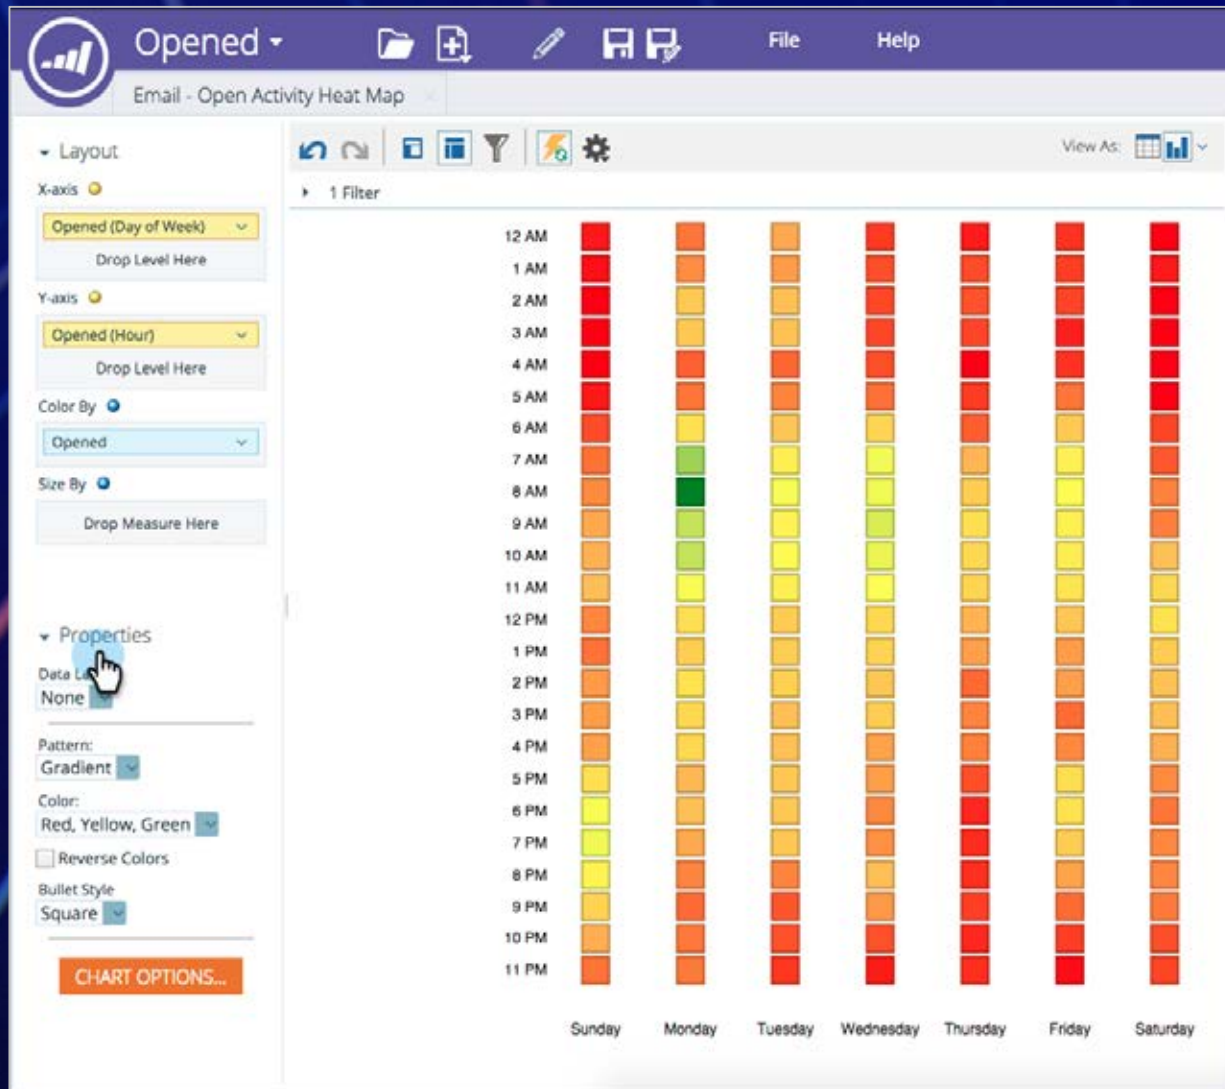 Opened
File
Help
Email - Open Activity Heat Map
Layout
X-axis
Opened (Day of Week)
Drop Level Here
Y-axis
Opened (Hour)
Drop Level Here
Color By
Opened
Size By
Drop Measure Here
Properties
Data
None
Pattern:
Gradient
Color:
Red, Yellow, Green
Reverse Colors
Bullet Style
Square
CHART OPTIONS...
View As:
1 Filter
12 AM
1 AM
2 AM
3 AM
4 AM
5 AM
6 AM
7 AM
8 AM
9 AM
10 AM
11 AM
12 PM
1 PM
2 PM
3 PM
4 PM
5 PM
6 PM
7 PM
8 PM
9 PM
10 PM
11 PM
Sunday Monday Tuesday Wednesday Thursday Friday Saturday